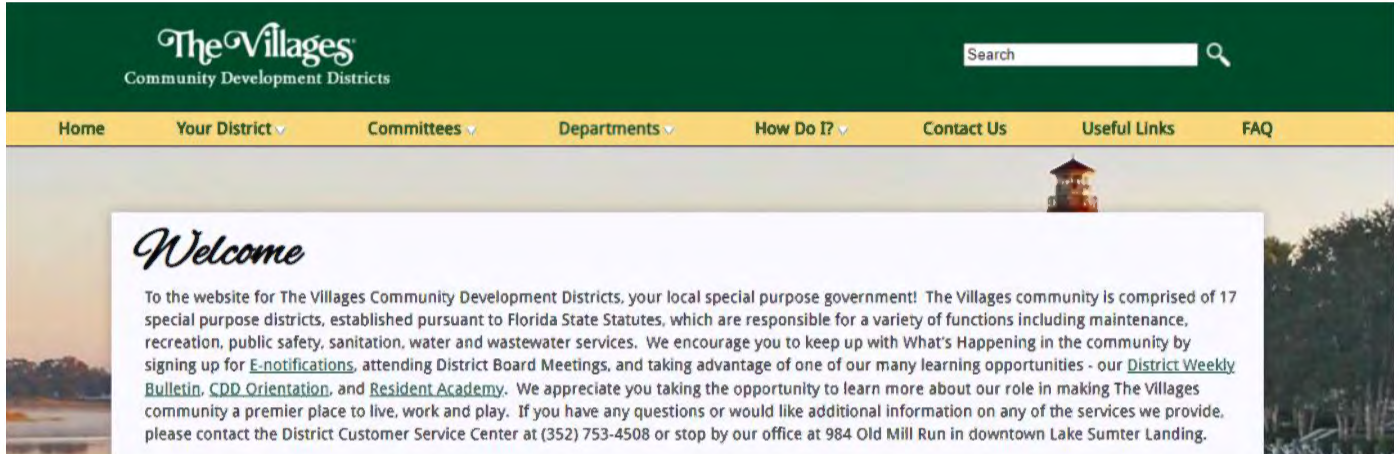 The Villages
Community Development Districts
Search
Home Your District Committees Departments How Do I? Contact Us Useful Links FAQ
Welcome
To the website for The Villages Community Development Districts, your local special purpose government! The Villages community is comprised of 17
special purpose districts, established pursuant to Florida State Statutes, which are responsible for a variety of functions including maintenance,
recreation, public safety, sanitation, water and wastewater services. We encourage you to keep up with What's Happening in the community by
signing up for E-notifications, attending District Board Meetings, and taking advantage of one of our many learning opportunities - our District Weekly
Bulletin, CDD Orientation, and Resident Academy. We appreciate you taking the opportunity to learn more about our role in making The Villages
community a premier place to live, work and play. If you have any questions or would like additional information on any of the services we provide,
please contact the District Customer Service Center at (352) 753-4508 or stop by our office at 984 Old Mill Run in downtown Lake Sumter Landing.